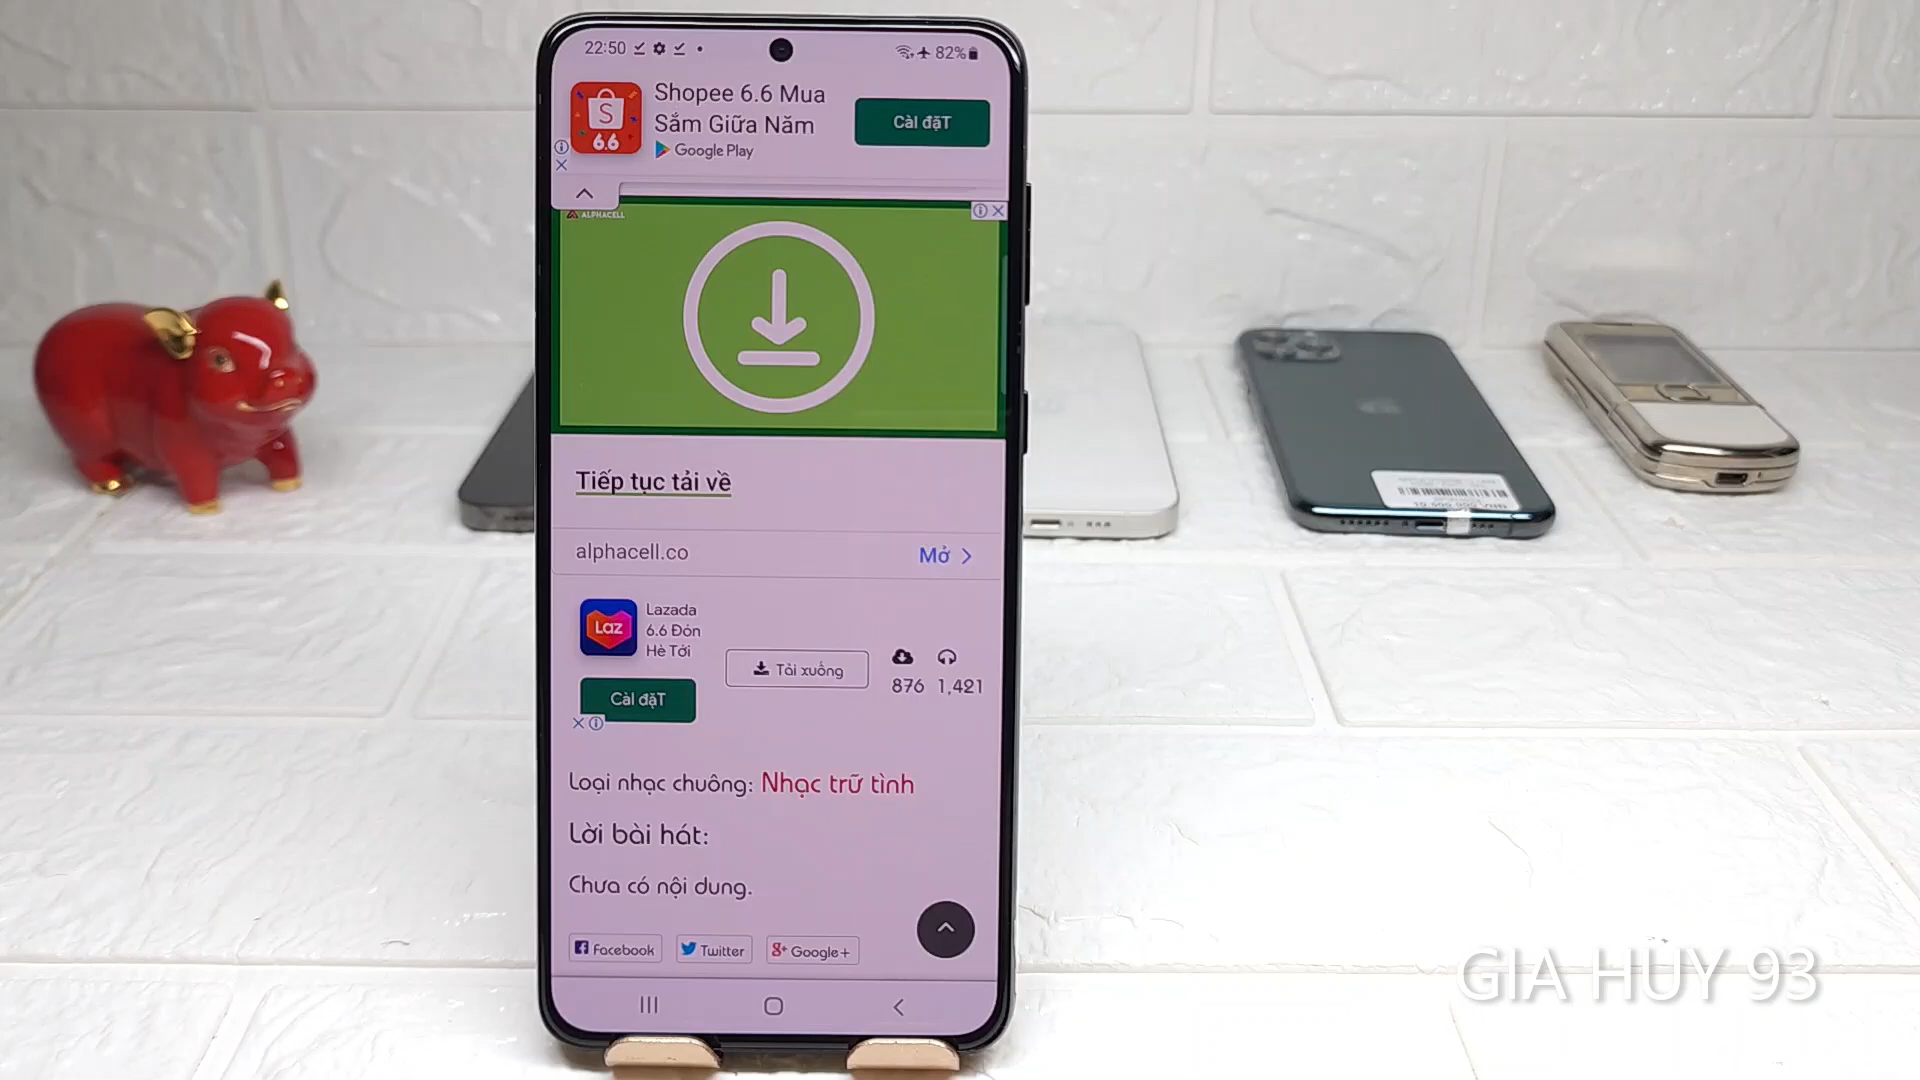 22:50
82%
Shopee 6.6 Mua
Sắm Giữa Năm
Google Play
Cài đặT
S
6.6
ALPHACELL
Tiếp tục tải về
alphacell.co
Mở
Laz
Lazada
6.6 Đón
Hè Tới
Cài đặT
Tải xuống
876 1,421
Loại nhạc chuông: Nhạc trữ tình
Lời bài hát:
Chưa có nội dung.
Facebook
Twitter
8+ Google+
GIA HUY 93